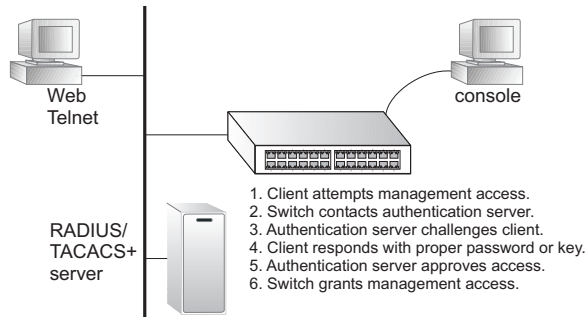 Web
Telnet
console
RADIUS/
TACACS+
server
1. Client attempts management access.
2. Switch contacts authentication server.
3. Authentication server challenges client.
4. Client responds with proper password or key.
5. Authentication server approves access.
6. Switch grants management access.